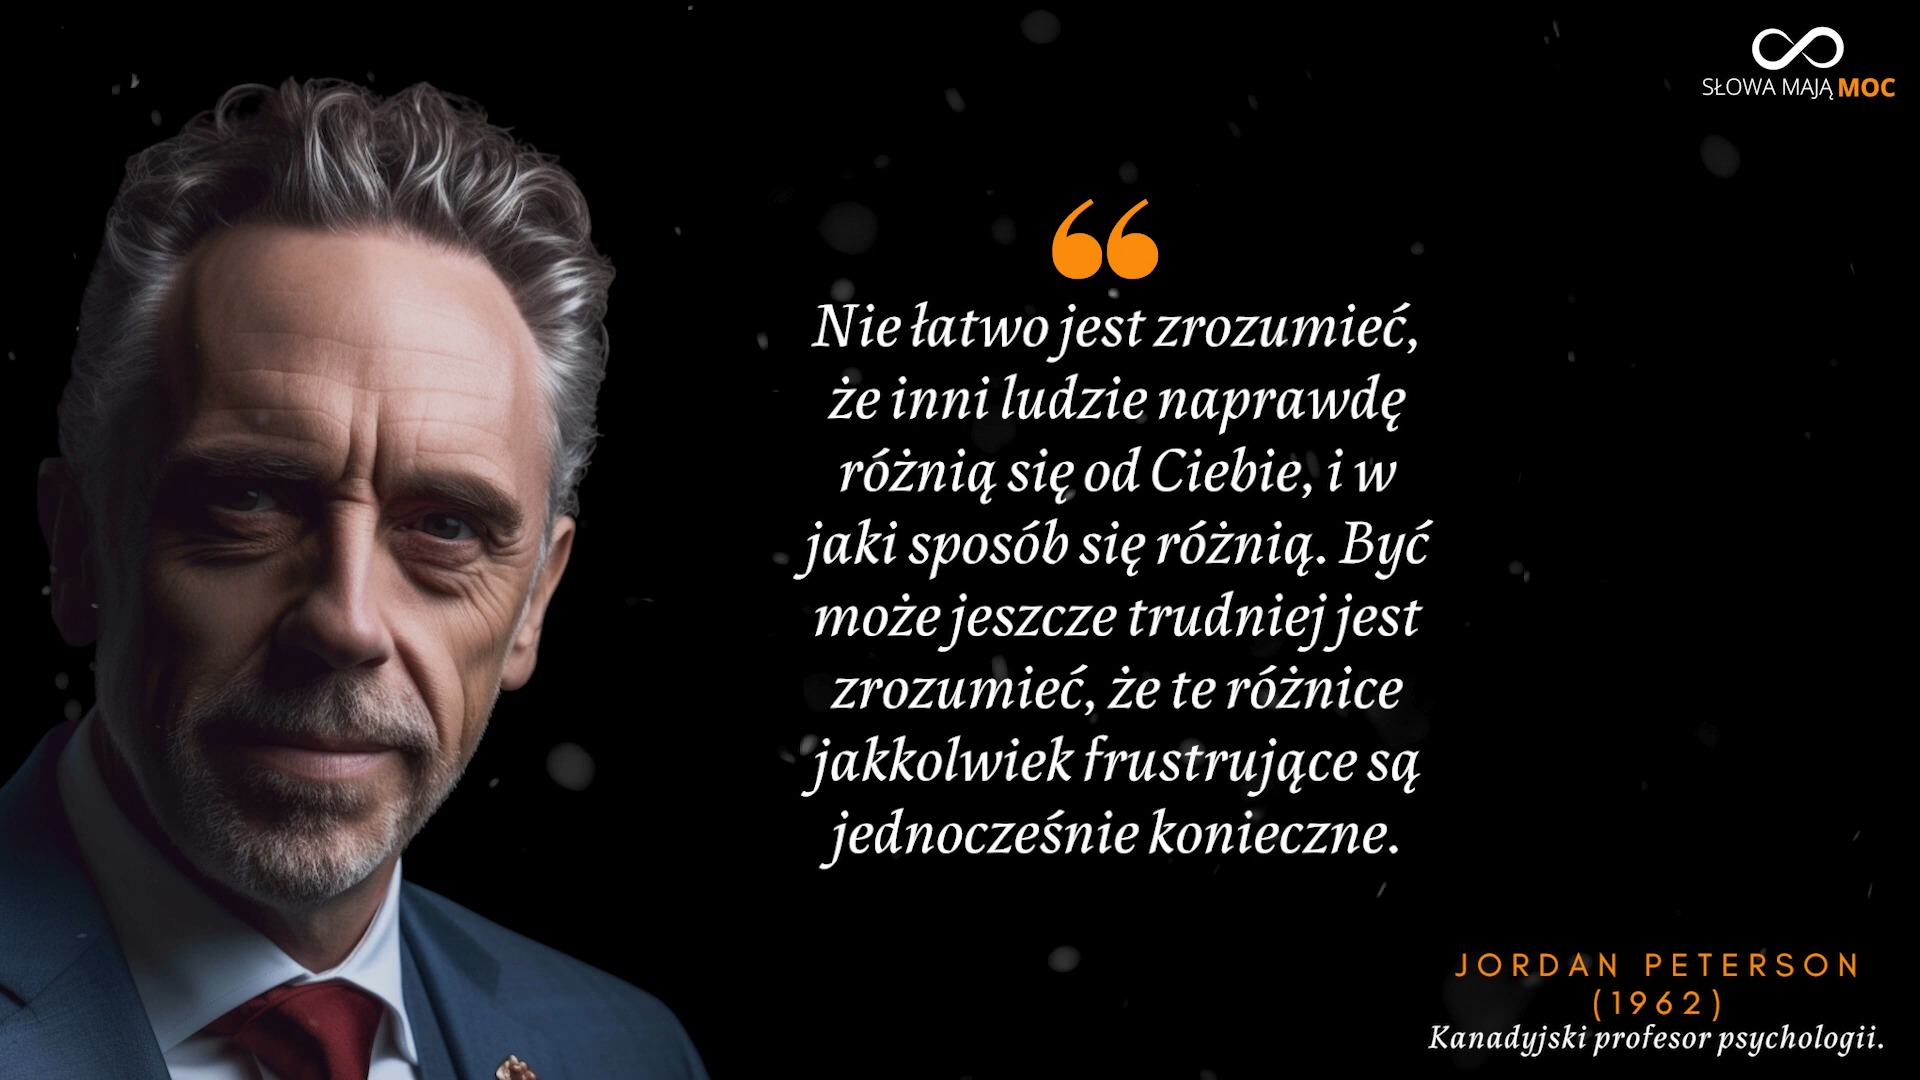 SŁOWA MAJĄ MOC
Nie łatwo jest zrozumieć,
że inni ludzie naprawdę
różnią się od Ciebie, i w
jaki sposób się różnią. Być
może jeszcze trudniej jest
zrozumieć, że te różnice
jakkolwiek frustrujące są
jednocześnie konieczne.
JORDAN PETERSON
(1962)
Kanadyjski profesor psychologii.